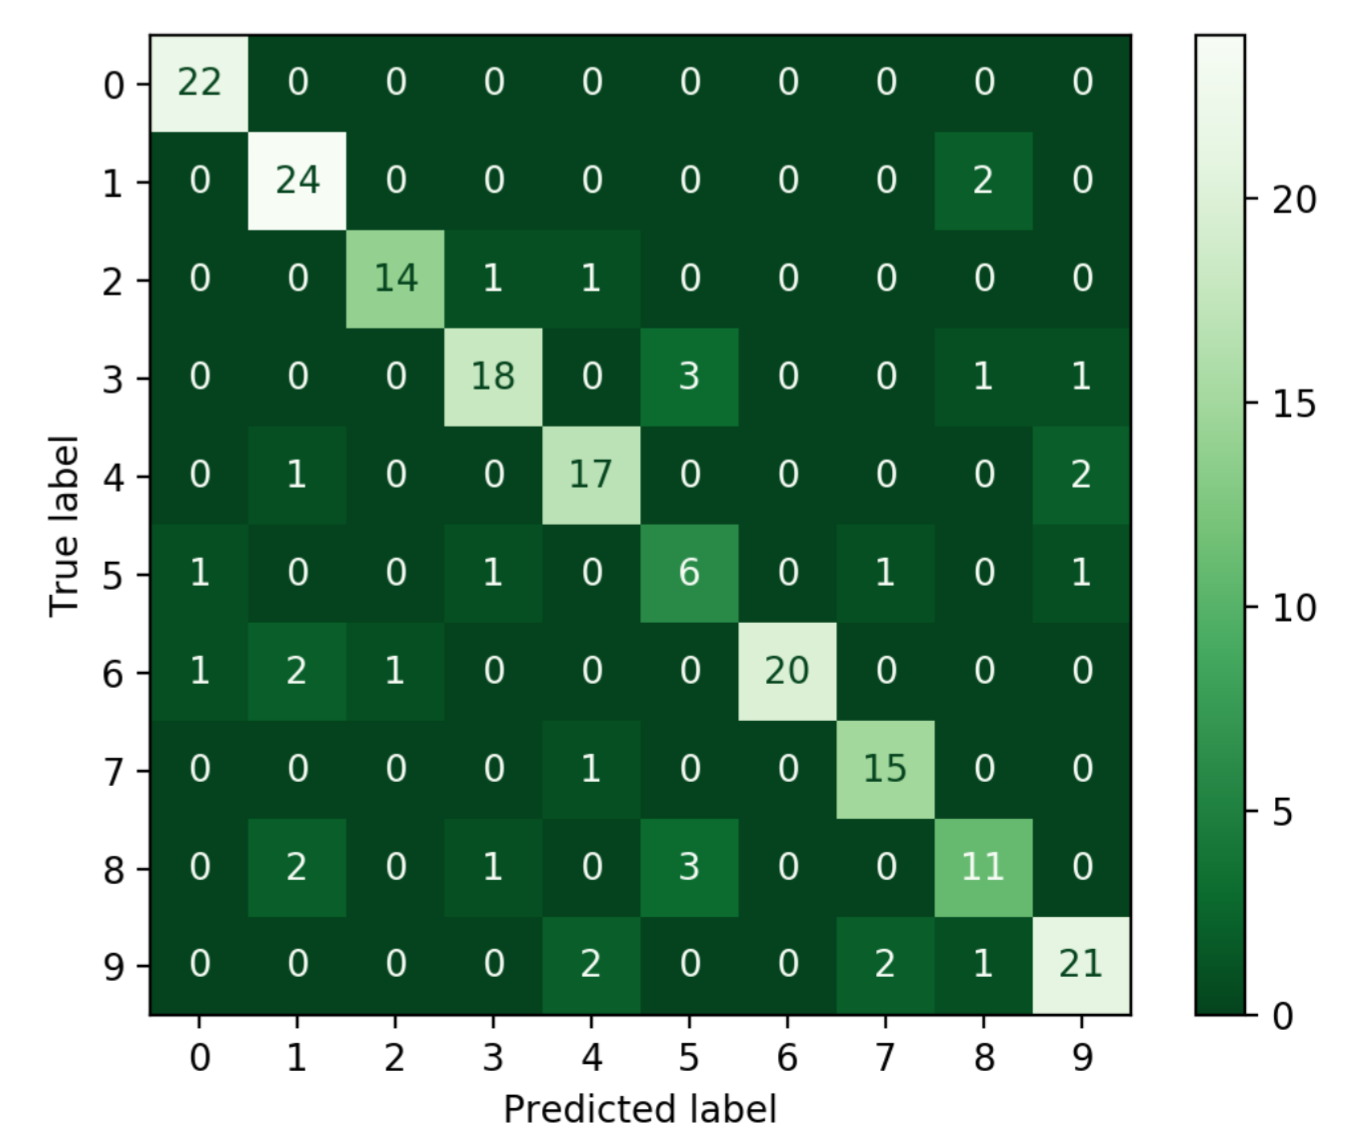 0 22 0 0 0 0 0 0 0 0 0
1 0 24 0 0 0 0 0 0 2 0
2 0 0 14 1 1 0 0 0 0 0
3 0 0 0 18 0 3 0 0 1 1
4 0 1 0 0 17 0 0 0 0 2
5 1 0 0 1 0 6 0 1 0 1
6 1 2 1 0 0 0 20 0 0 0
7 0 0 0 0 1 0 0 15 0 0
8 0 2 0 1 0 3 0 0 11 0
9 0 0 0 0 2 0 0 2 1 21
0 1 2 3 4 5 6 7 8 9
Predicted label
True label
20
15
10
5
0